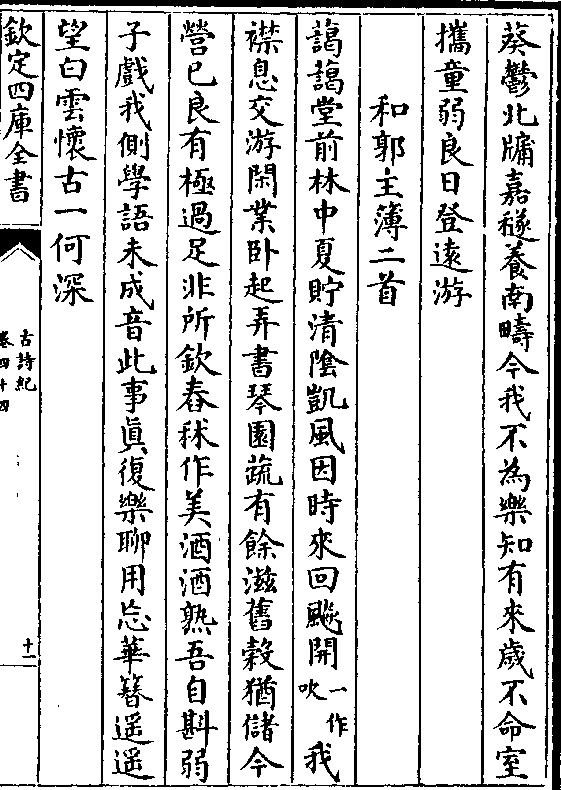 葵鬱北牗嘉穟養南疇今我不為樂知有來歲不命室
攜童弱良日登遠游
和郭主簿二首
藹藹堂前林中夏貯清隂凱風因時來回飈開一作吹我
襟息交游閑業卧起弄書琴園蔬有餘滋舊榖猶儲今
營已良有極過足非所欽舂秫作美酒酒熟吾自斟弱
子戲我側學語未成音此事真復樂聊用忘華簪遥遥
望白雲懷古一何深
欽定四庫全書
古詩紀
卷四十四
十一